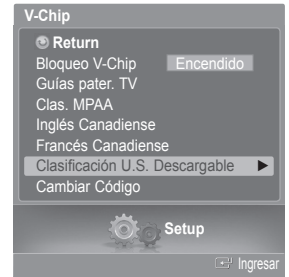 V-Chip
Return
Bloqueo V-Chip Encendido
Guías pater. TV
Clas. MPAA
Inglés Canadiense
Francés Canadiense
Clasificación U.S. Descargable
Cambiar Código
Setup
Ingresar